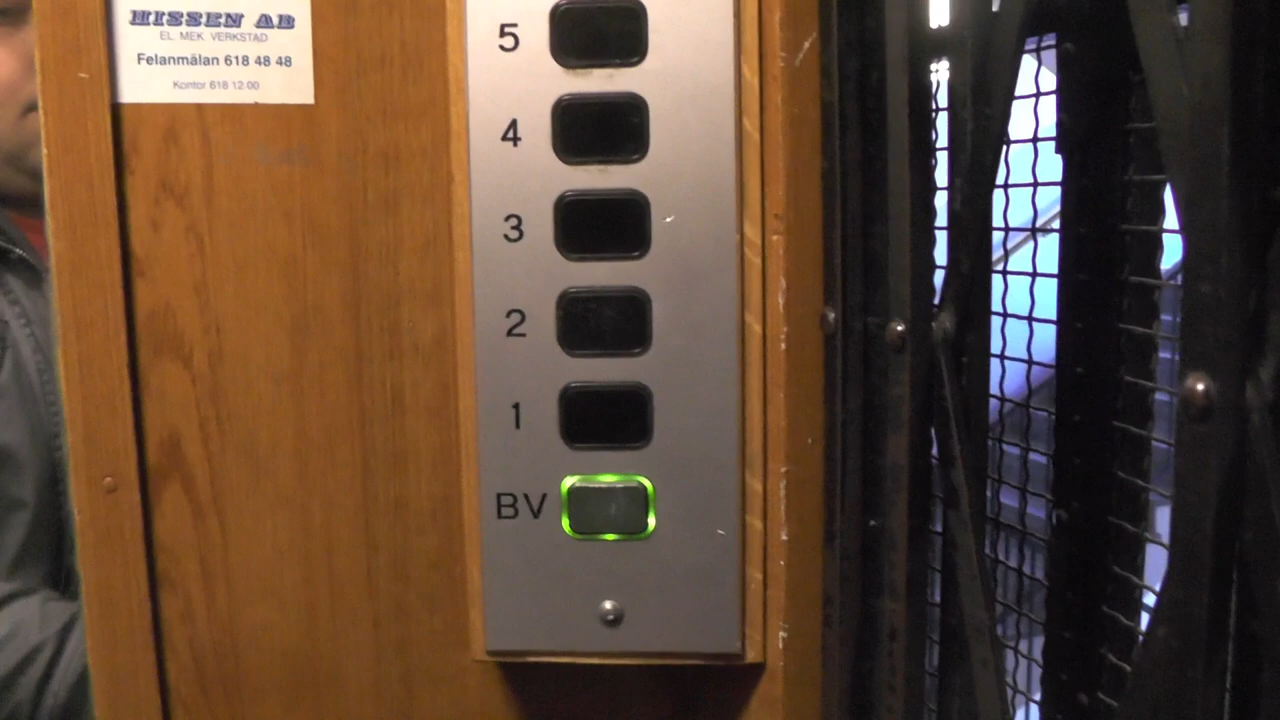 HISSEN AB
EL. MEK. VERKSTAD
Felanmälan 618 48 48
Kontor 618 12 00
5
4
3
2
1
BV